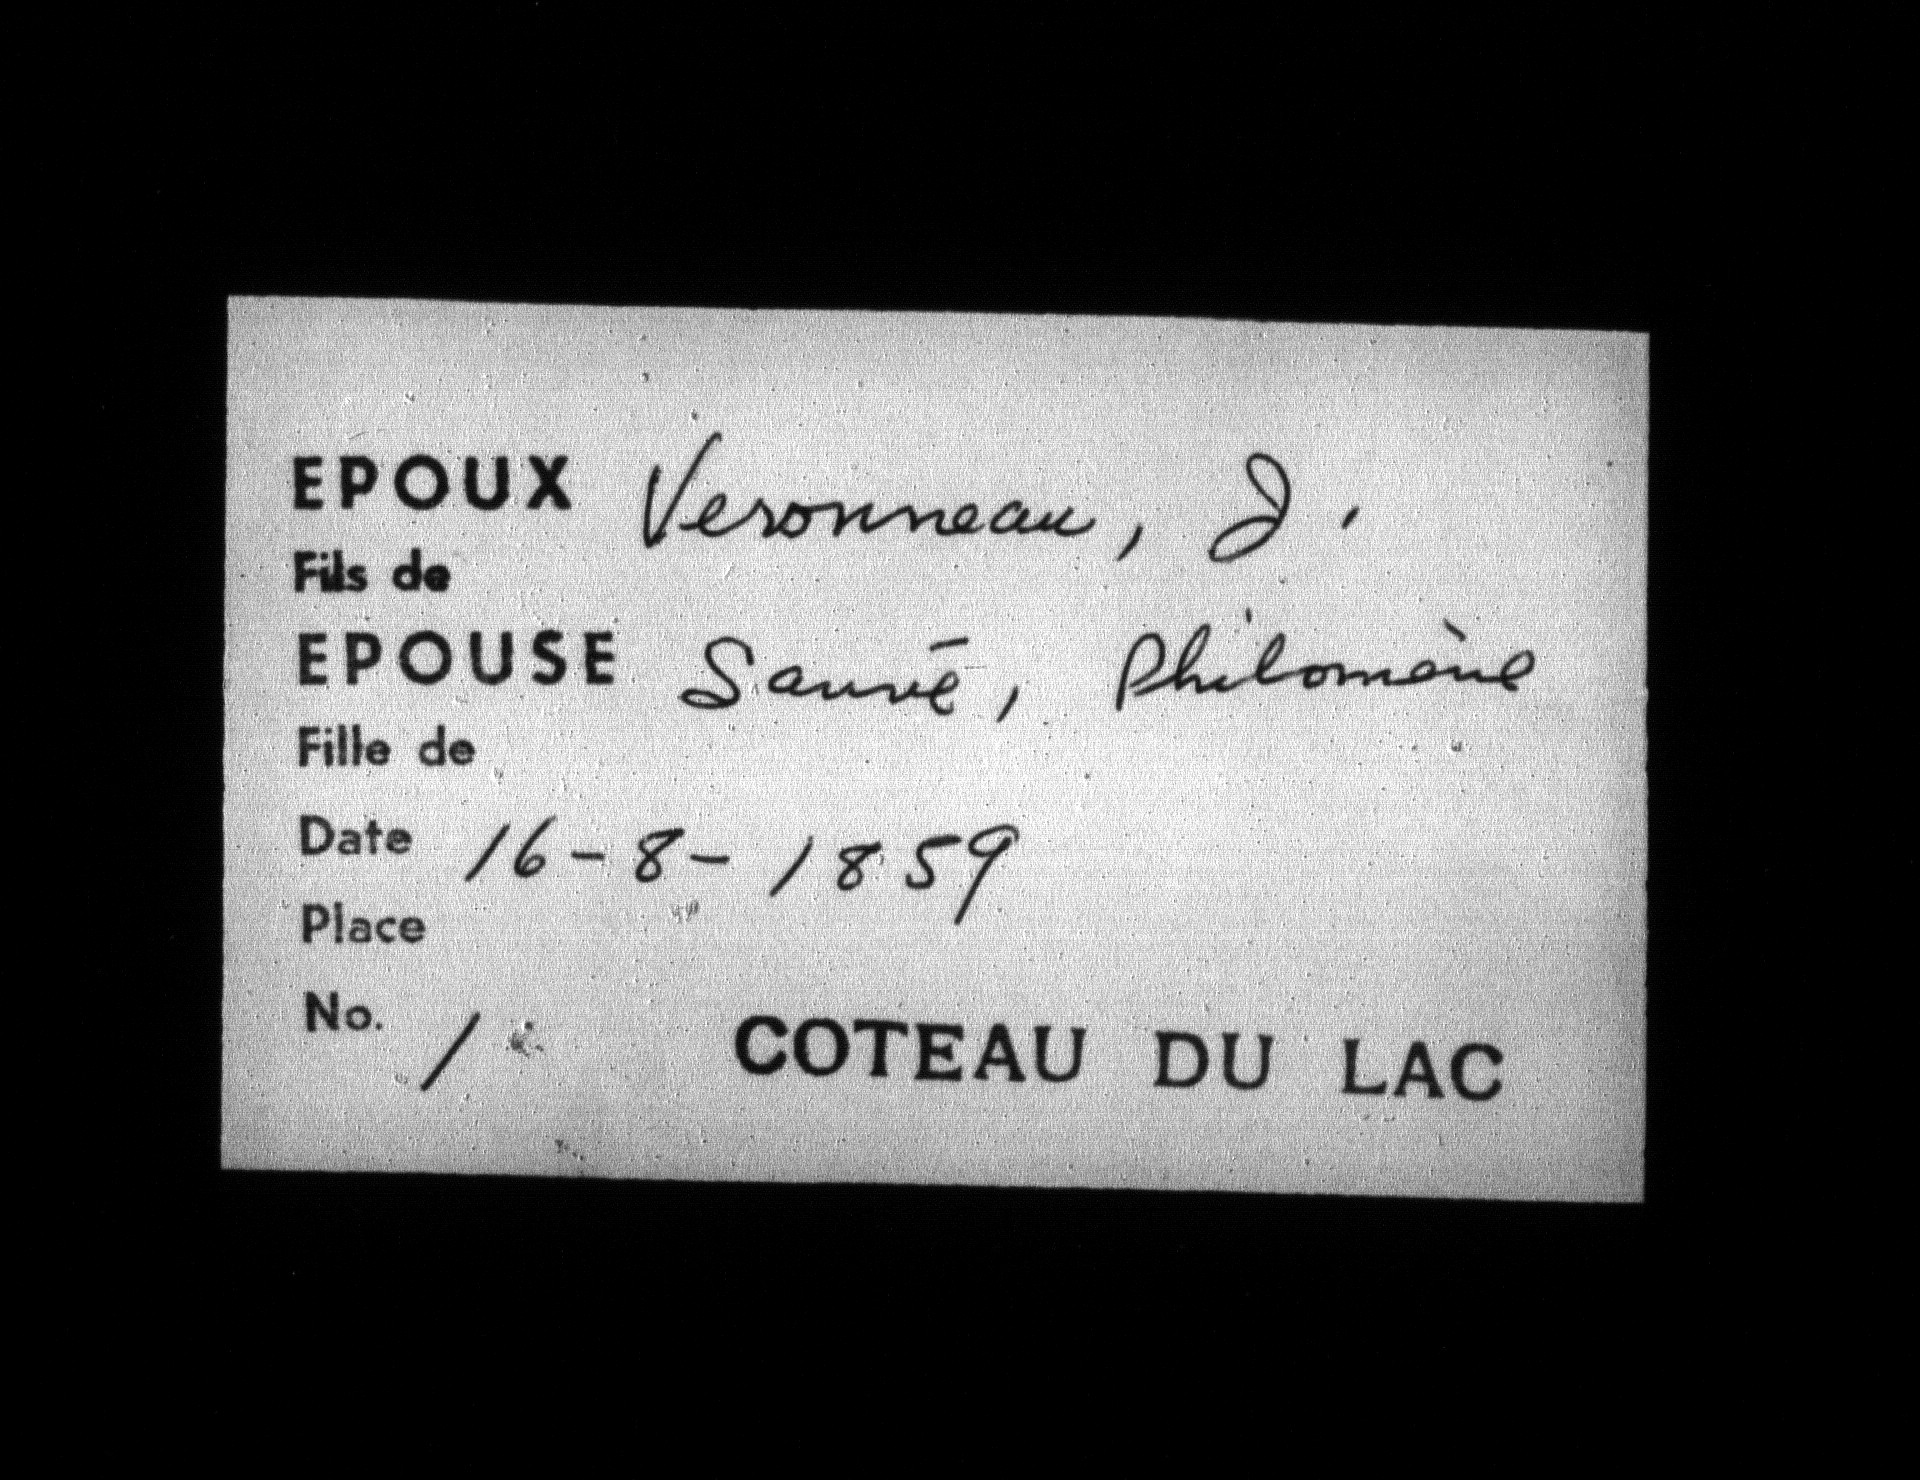 EPOUX Veronneau, J.
Fils de
EPOUSE Sauvé, Philomène
Fille de
Date 16-8-1859
Place
No. 1 COTEAU DU LAC